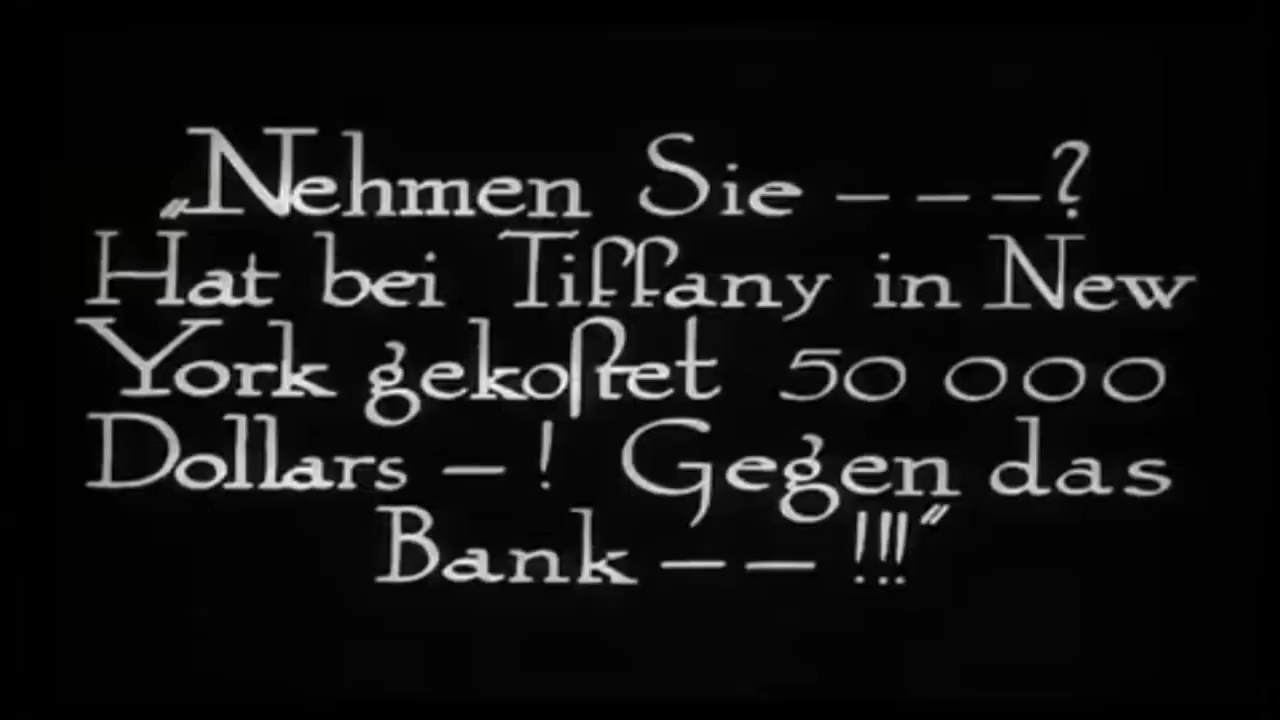 „Nehmen Sie – – –?
Hat bei Tiffany in New
York gekoſtet 50 000
Dollars – ! Gegen das
Bank – – !!!“